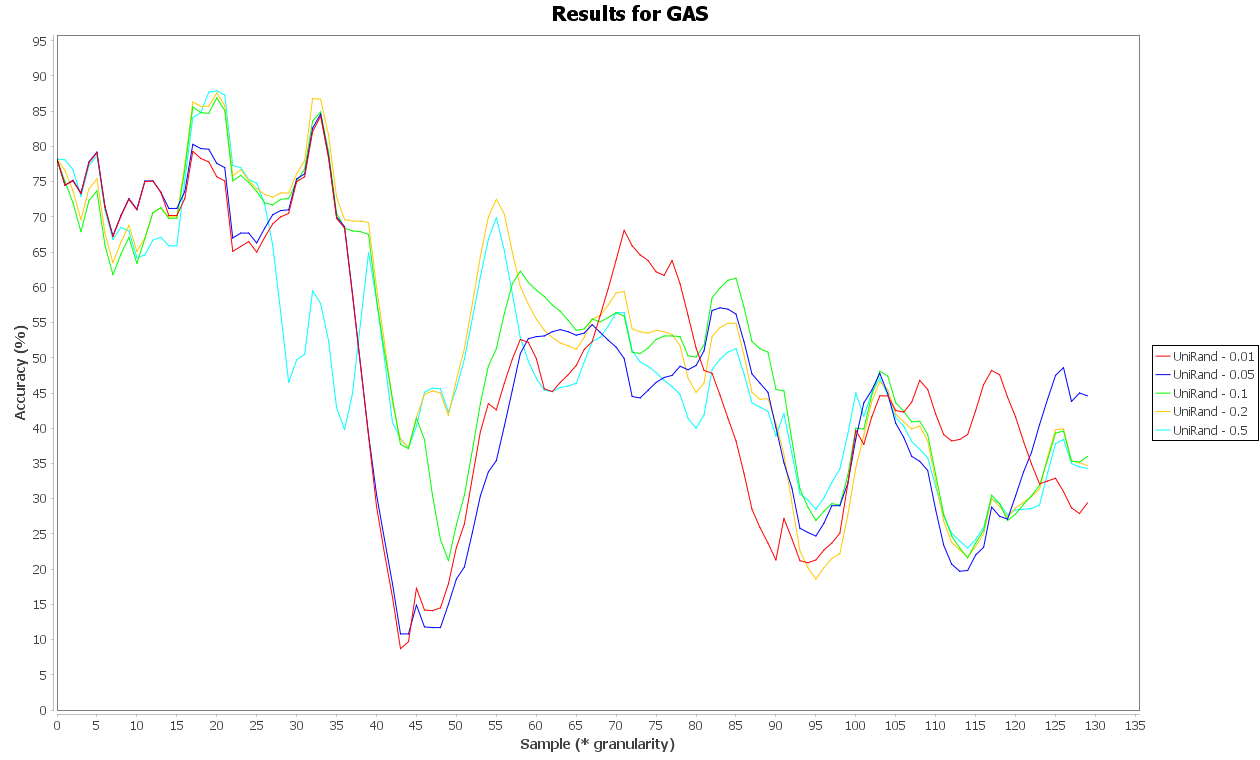 Results for GAS
Accuracy (%)
95
90
85
80
75
70
65
60
55
50
45
40
35
30
25
20
15
10
5
0
0 5 10 15 20 25 30 35 40 45 50 55 60 65 70 75 80 85 90 95 100 105 110 115 120 125 130 135
Sample (* granularity)
UniRand - 0.01
UniRand - 0.05
UniRand - 0.1
UniRand - 0.2
UniRand - 0.5